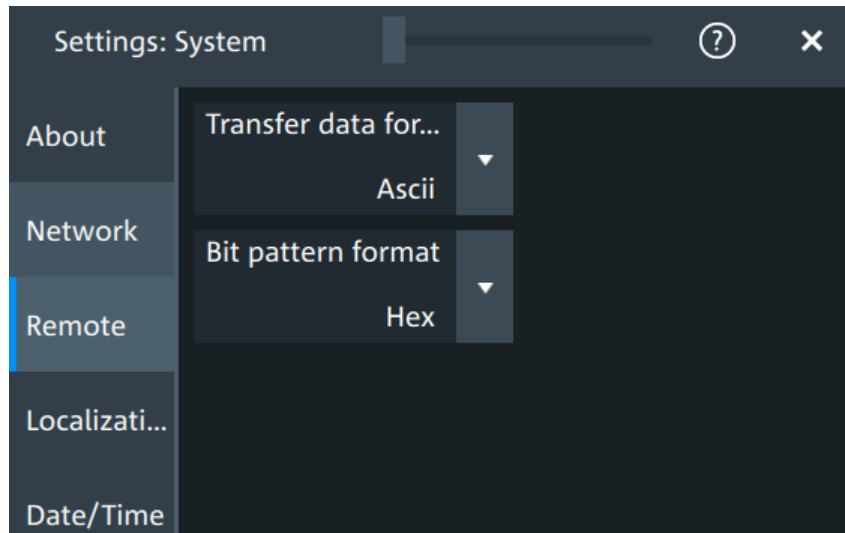 Settings: System
?
About
Network
Remote
Localizati...
Date/Time
Transfer data for...
Ascii
Bit pattern format
Hex